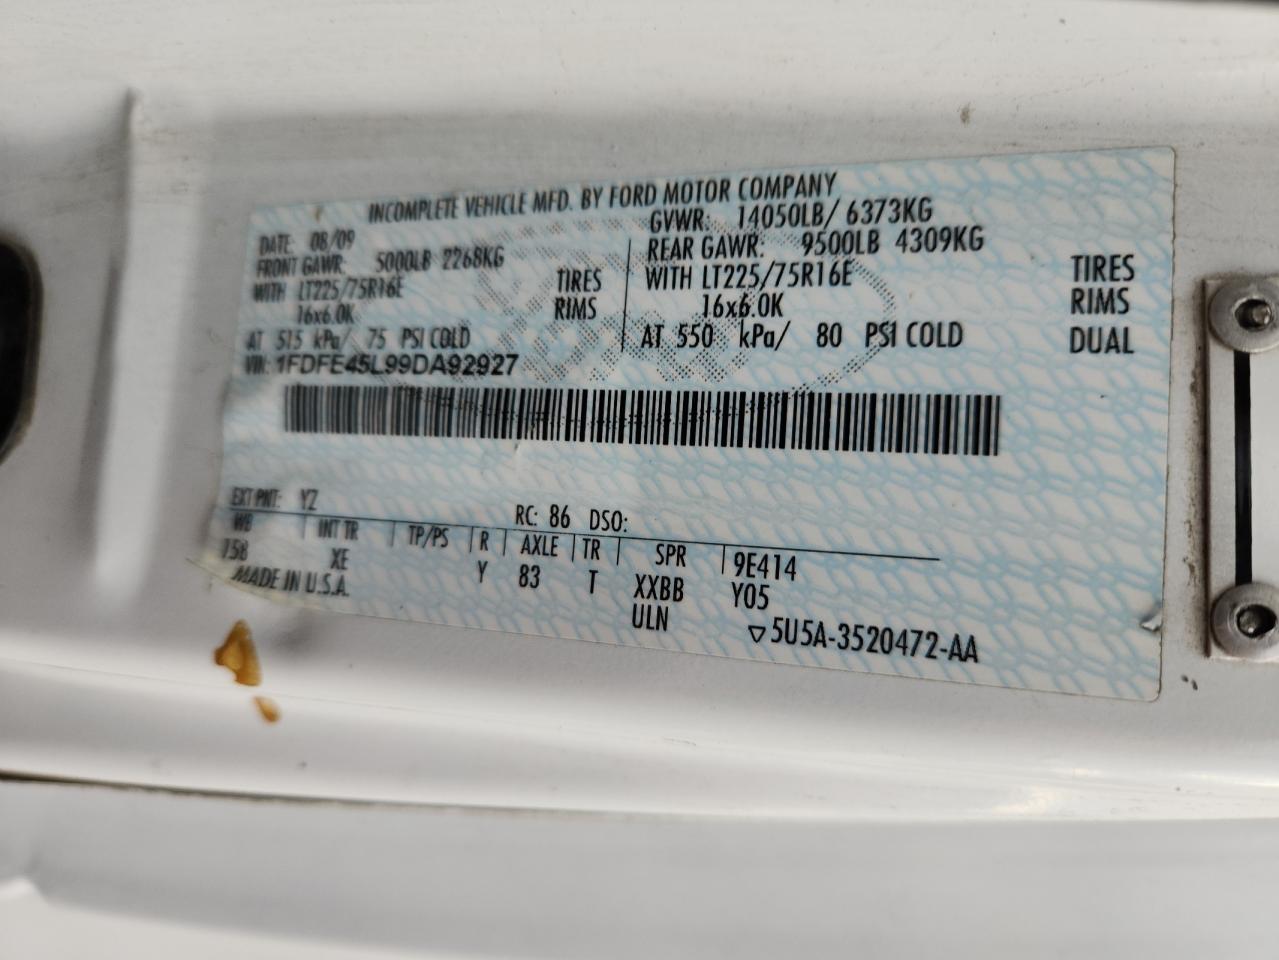 INCOMPLETE VEHICLE MFD. BY FORD MOTOR COMPANY
DATE: 08/09
GVWR: 14050LB/ 6373KG
FRONT GAWR: 5000LB 2268KG
REAR GAWR: 9500LB 4309KG
WITH LT225/75R16E TIRES
WITH LT225/75R16E TIRES
16x6.0K RIMS
16x6.0K RIMS
AT 515 kPa/ 75 PSI COLD
AT 550 kPa/ 80 PSI COLD DUAL
VIN: 1FDFE45L99DA92927
EXT PNT: YZ RC: 86 DSO:
WB INT TR TP/PS R AXLE TR SPR 9E414
158 XE Y 83 T XXBB Y05
MADE IN U.S.A. ULN ▽5U5A-3520472-AA